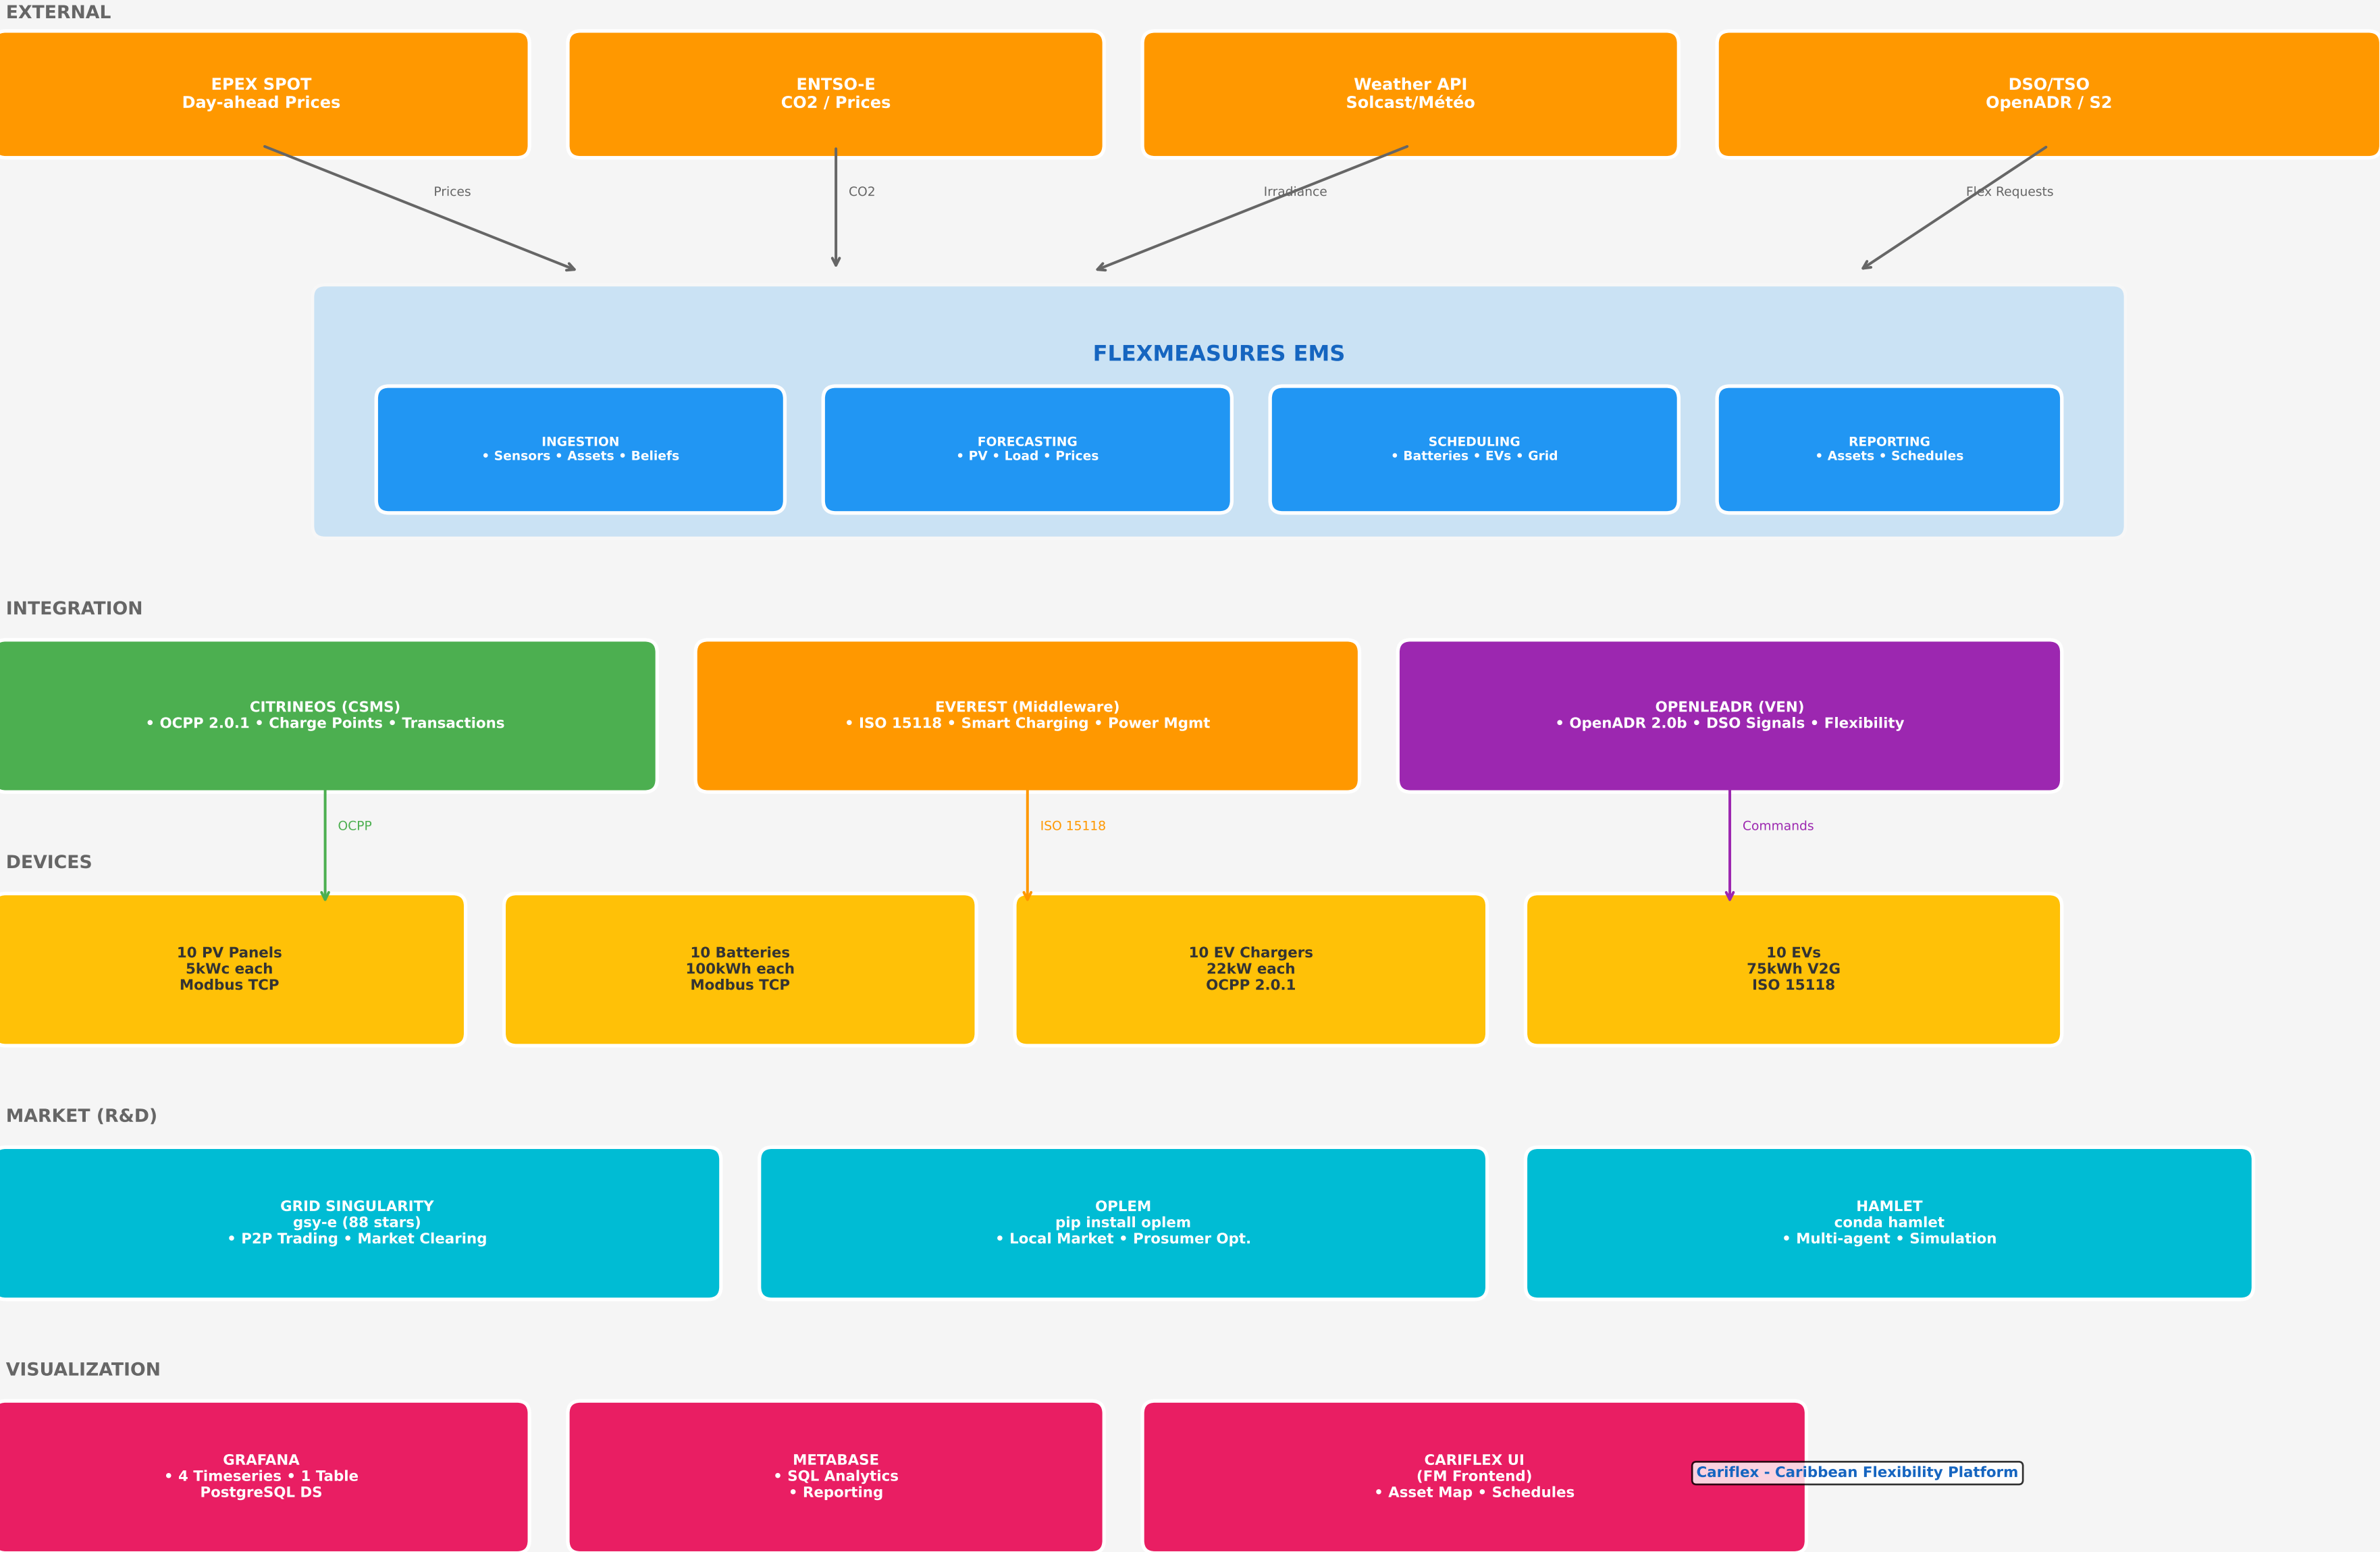 EXTERNAL
EPEX SPOT
Day-ahead Prices
ENTSO-E
CO2 / Prices
Weather API
Solcast/Météo
DSO/TSO
OpenADR / S2
Prices
CO2
Irradiance
Flex Requests
FLEXMEASURES EMS
INGESTION
• Sensors • Assets • Beliefs
FORECASTING
• PV • Load • Prices
SCHEDULING
• Batteries • EVs • Grid
REPORTING
• Assets • Schedules
INTEGRATION
CITRINEOS (CSMS)
• OCPP 2.0.1 • Charge Points • Transactions
EVEREST (Middleware)
• ISO 15118 • Smart Charging • Power Mgmt
OPENLEADR (VEN)
• OpenADR 2.0b • DSO Signals • Flexibility
OCPP
ISO 15118
Commands
DEVICES
10 PV Panels
5kWc each
Modbus TCP
10 Batteries
100kWh each
Modbus TCP
10 EV Chargers
22kW each
OCPP 2.0.1
10 EVs
75kWh V2G
ISO 15118
MARKET (R&D)
GRID SINGULARITY
gsy-e (88 stars)
• P2P Trading • Market Clearing
OPLEM
pip install oplem
• Local Market • Prosumer Opt.
HAMLET
conda hamlet
• Multi-agent • Simulation
VISUALIZATION
GRAFANA
• 4 Timeseries • 1 Table
PostgreSQL DS
METABASE
• SQL Analytics
• Reporting
CARIFLEX UI
(FM Frontend)
• Asset Map • Schedules
Cariflex - Caribbean Flexibility Platform